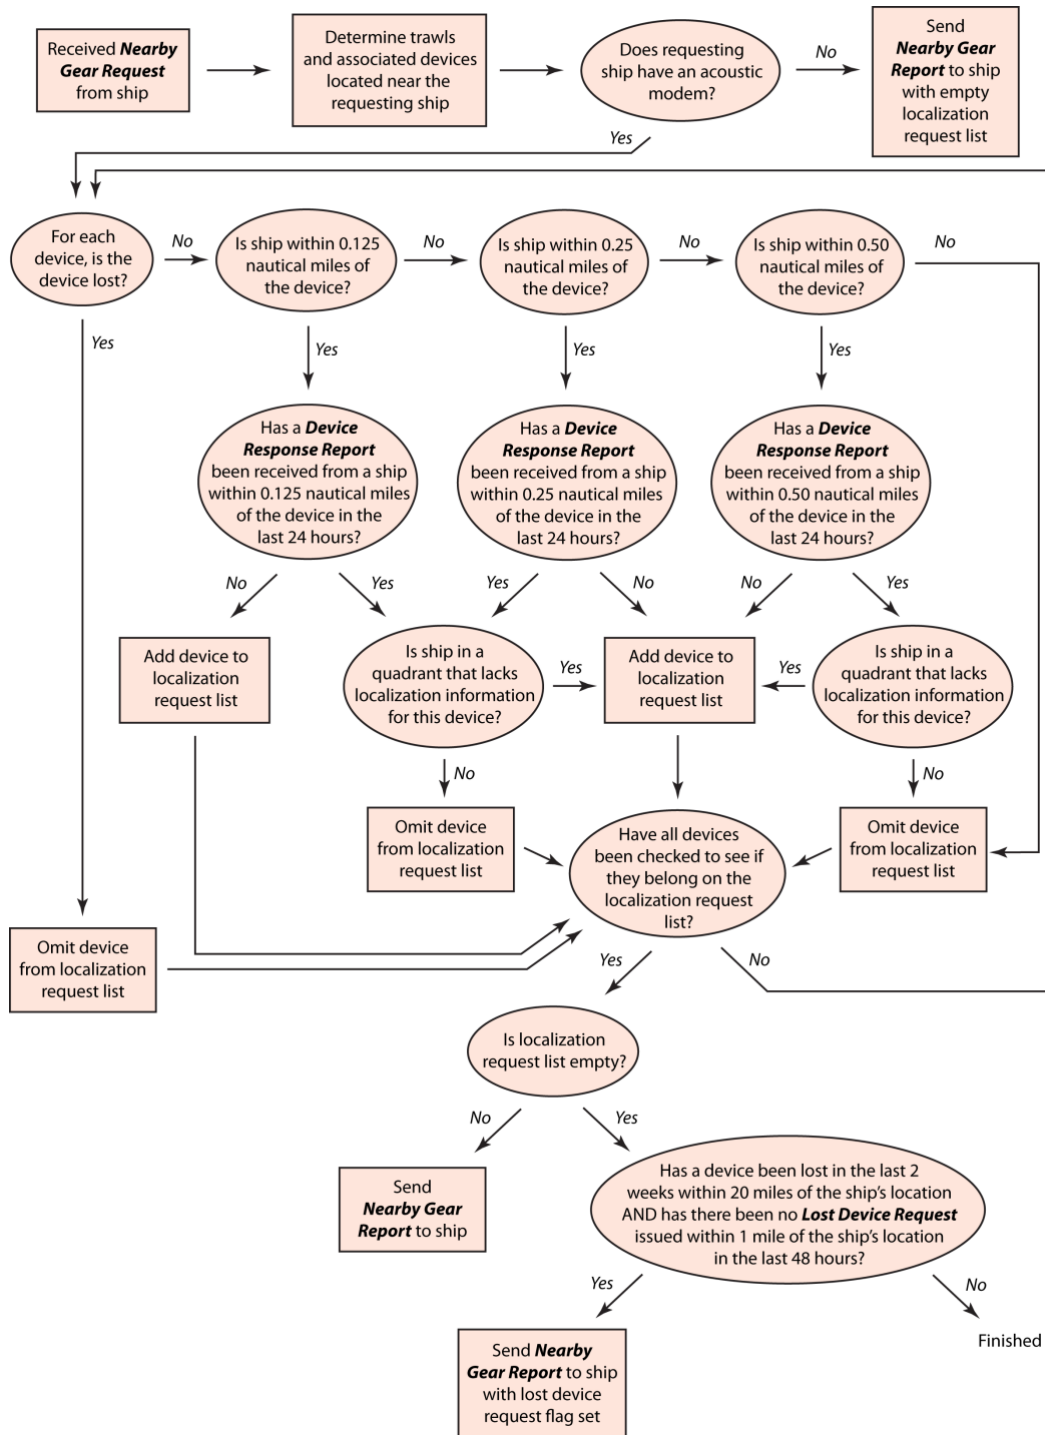 Received Nearby
Gear Request
from ship
Determine trawls
and associated devices
located near the
requesting ship
Does requesting
ship have an acoustic
modem?
No
Send
Nearby Gear
Report to ship
with empty
localization
request list
Yes
For each
device, is the
device lost?
No
Is ship within 0.125
nautical miles of
the device?
No
Is ship within 0.25
nautical miles of
the device?
No
Is ship within 0.50
nautical miles of
the device?
No
Yes
Yes
Yes
Yes
Has a Device
Response Report
been received from a ship
within 0.125 nautical miles
of the device in the
last 24 hours?
Has a Device
Response Report
been received from a ship
within 0.25 nautical miles
of the device in the
last 24 hours?
Has a Device
Response Report
been received from a ship
within 0.50 nautical miles
of the device in the
last 24 hours?
No
Yes
Yes
No
No
Yes
Add device to
localization
request list
Is ship in a
quadrant that lacks
localization information
for this device?
Yes
Add device to
localization
request list
Yes
Is ship in a
quadrant that lacks
localization information
for this device?
No
No
Omit device
from localization
request list
Have all devices
been checked to see if
they belong on the
localization request
list?
Omit device
from localization
request list
Omit device
from localization
request list
Yes
No
Is localization
request list empty?
No
Yes
Send
Nearby Gear
Report to ship
Has a device been lost in the last 2
weeks within 20 miles of the ship's location
AND has there been no Lost Device Request
issued within 1 mile of the ship's location
in the last 48 hours?
Yes
No
Send Nearby
Gear Report to ship
with lost device
request flag set
Finished